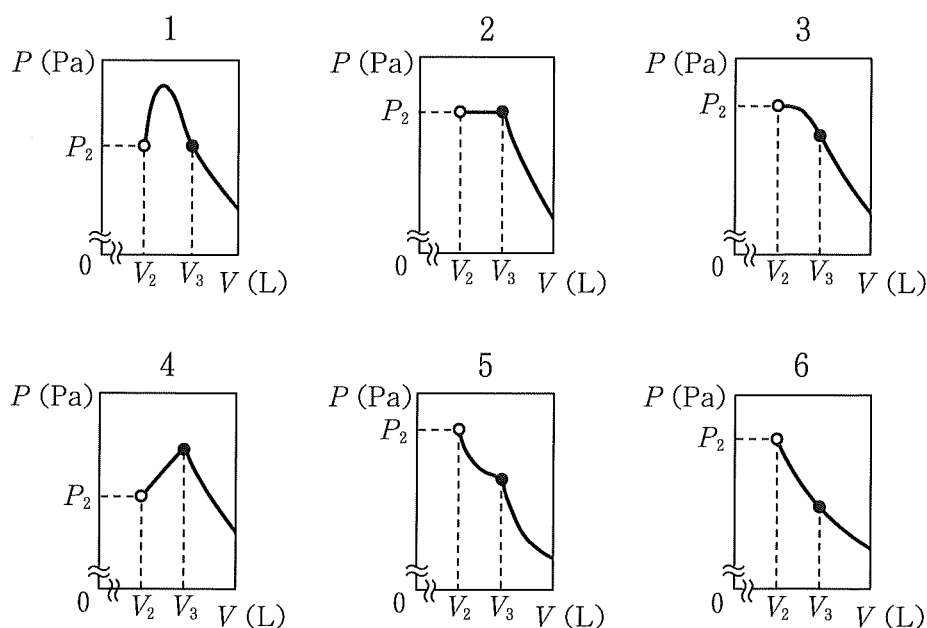 1 2 3
P (Pa) P (Pa) P (Pa)
P₂ P₂ P₂
0 V₂ V₃ V (L) 0 V₂ V₃ V (L) 0 V₂ V₃ V (L)
4 5 6
P (Pa) P (Pa) P (Pa)
P₂ P₂ P₂
0 V₂ V₃ V (L) 0 V₂ V₃ V (L) 0 V₂ V₃ V (L)